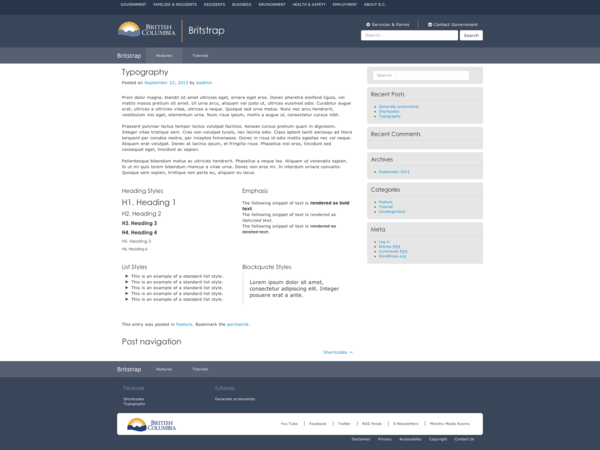 GOVERNMENT FAMILIES & RESIDENTS RESIDENTS BUSINESS ENVIRONMENT HEALTH & SAFETY EMPLOYMENT ABOUT B.C.
BRITISH COLUMBIA
Britstrap
Services & Forms Contact Government
Search ... Search
Britstrap Features Tutorials
Typography
Posted on September 23, 2013 by badmin
Proin dolor magna, blandit sit amet ultricies eget, ornare eget eros. Donec pharetra eleifend ligula, vel
mattis massa pretium sit amet. Ut urna arcu, aliquam vel justo ut, ultrices euismod odio. Curabitur augue
erat, ultrices a ultricies vitae, ultrices a neque. Quisque sed urna metus. Nunc nec arcu hendrerit,
vestibulum nisi eget, elementum urna. Nunc risus ipsum, mollis a augue ut, consectetur cursus nibh.
Praesent pulvinar lectus tempor lectus dapibus facilisis. Aenean cursus pretium quam in dignissim.
Integer vitae tristique sem. Cras non volutpat turpis, nec lacinia odio. Class aptent taciti sociosqu ad litora
torquent per conubia nostra, per inceptos himenaeos. Donec in risus id odio mattis egestas nec vel neque.
Aliquam erat volutpat. Donec at lacinia ipsum, et fringilla risus. Phasellus nisl eros, tincidunt sed
consequat eget, tincidunt ac sapien.
Pellentesque bibendum metus ac ultricies hendrerit. Phasellus a neque leo. Aliquam ut venenatis sapien.
In ut mi quis lorem bibendum rhoncus a vitae urna. Donec non eros mi. In interdum ornare convallis.
Quisque sem sapien, tristique non porta eu, aliquam eu lacus.
Heading Styles
H1. Heading 1
H2. Heading 2
H3. Heading 3
H4. Heading 4
H5. Heading 5
H6. Heading 6
Emphasis
The following snippet of text is rendered as bold
text.
The following snippet of text is rendered as
italicized text.
The following snippet of text is rendered as
deleted text.
List Styles
This is an example of a standard list style.
This is an example of a standard list style.
This is an example of a standard list style.
This is an example of a standard list style.
This is an example of a standard list style.
Blockquote Styles
Lorem ipsum dolor sit amet,
consectetur adipiscing elit. Integer
posuere erat a ante.
This entry was posted in Feature. Bookmark the permalink.
Post navigation
Shortcodes →
Search ...
Recent Posts
Generate screenshots
Shortcodes
Typography
Recent Comments
Archives
September 2013
Categories
Feature
Tutorial
Uncategorized
Meta
Log in
Entries RSS
Comments RSS
WordPress.org
Britstrap Features Tutorials
Features
Shortcodes
Typography
Tutorials
Generate screenshots
BRITISH COLUMBIA
You Tube Facebook Twitter RSS Feeds E-Newsletters Ministry Media Rooms
Disclaimer Privacy Accessibility Copyright Contact Us